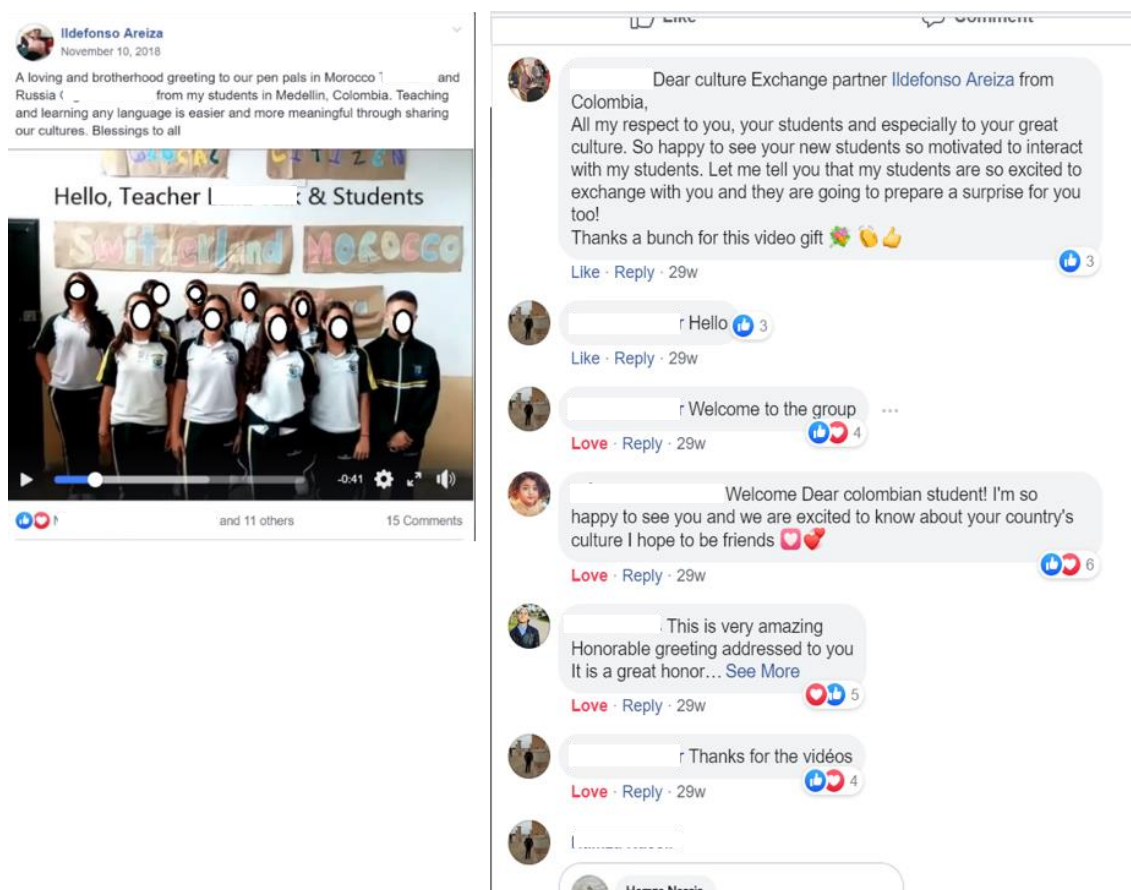 Ildefonso Areiza
November 10, 2018
A loving and brotherhood greeting to our pen pals in Morocco and
Russia from my students in Medellin, Colombia. Teaching
and learning any language is easier and more meaningful through sharing
our cultures. Blessings to all
GLOBAL CITIZEN
Hello, Teacher & Students
Switzerland MOROCCO
-0:41
and 11 others 15 Comments
Like Comment
Dear culture Exchange partner Ildefonso Areiza from
Colombia,
All my respect to you, your students and especially to your great
culture. So happy to see your new students so motivated to interact
with my students. Let me tell you that my students are so excited to
exchange with you and they are going to prepare a surprise for you
too!
Thanks a bunch for this video gift 💐 👏 👍
3
Like · Reply · 29w
Hello 3
Like · Reply · 29w
Welcome to the group
4
Love · Reply · 29w
Welcome Dear colombian student! I'm so
happy to see you and we are excited to know about your country's
culture I hope to be friends 💟 💕
6
Love · Reply · 29w
This is very amazing
Honorable greeting addressed to you
It is a great honor… See More
5
Love · Reply · 29w
Thanks for the vidéos
4
Love · Reply · 29w